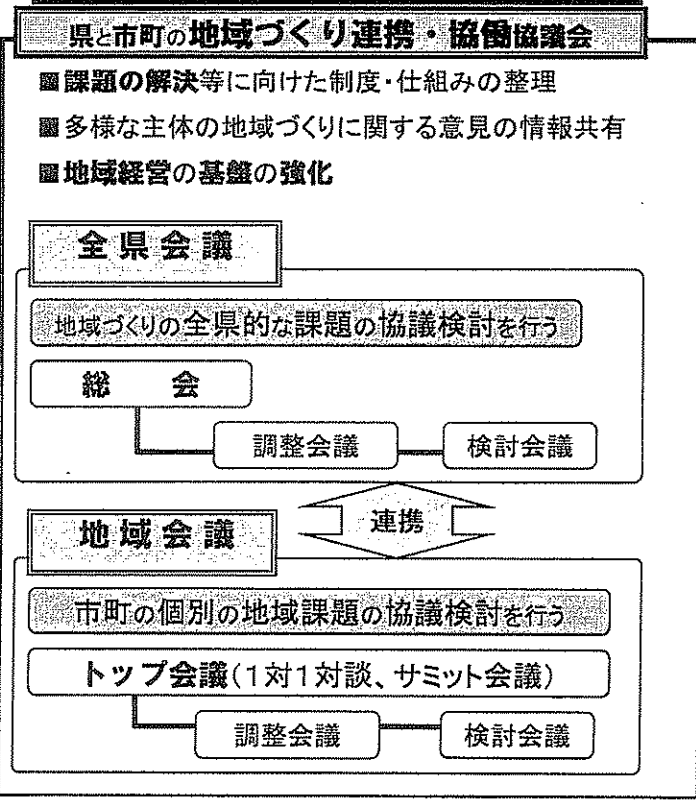 県と市町の地域づくり連携・協働協議会
■課題の解決等に向けた制度・仕組みの整理
■多様な主体の地域づくりに関する意見の情報共有
■地域経営の基盤の強化
全県会議
地域づくりの全県的な課題の協議検討を行う
総　会
調整会議　検討会議
連携
地域会議
市町の個別の地域課題の協議検討を行う
トップ会議(1対1対談、サミット会議)
調整会議　検討会議